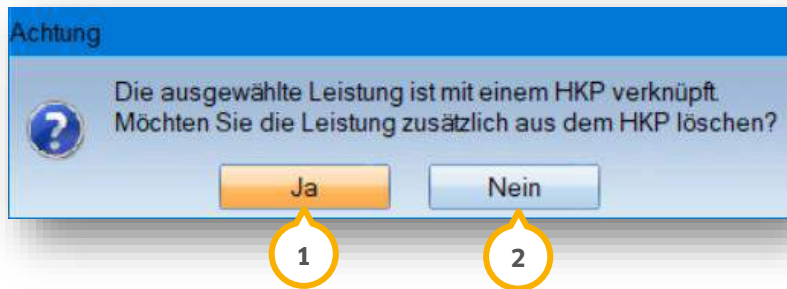 Achtung
Die ausgewählte Leistung ist mit einem HKP verknüpft.
Möchten Sie die Leistung zusätzlich aus dem HKP löschen?
Ja Nein
1 2